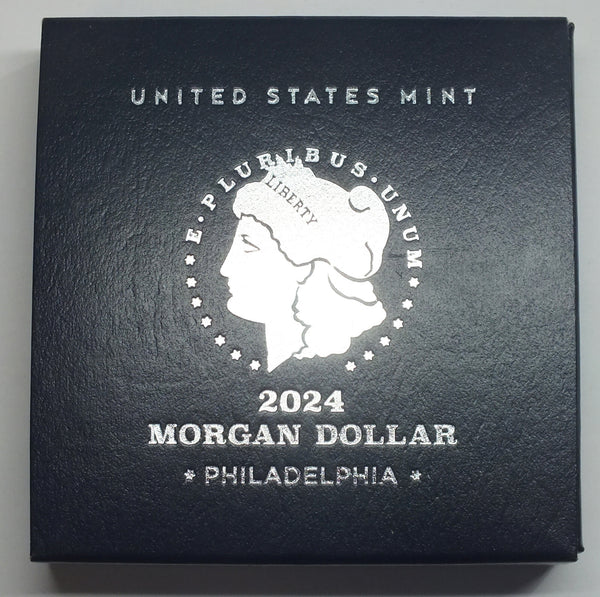 UNITED STATES MINT
E·PLURIBUS·UNUM
LIBERTY
2024
MORGAN DOLLAR
★ PHILADELPHIA ★